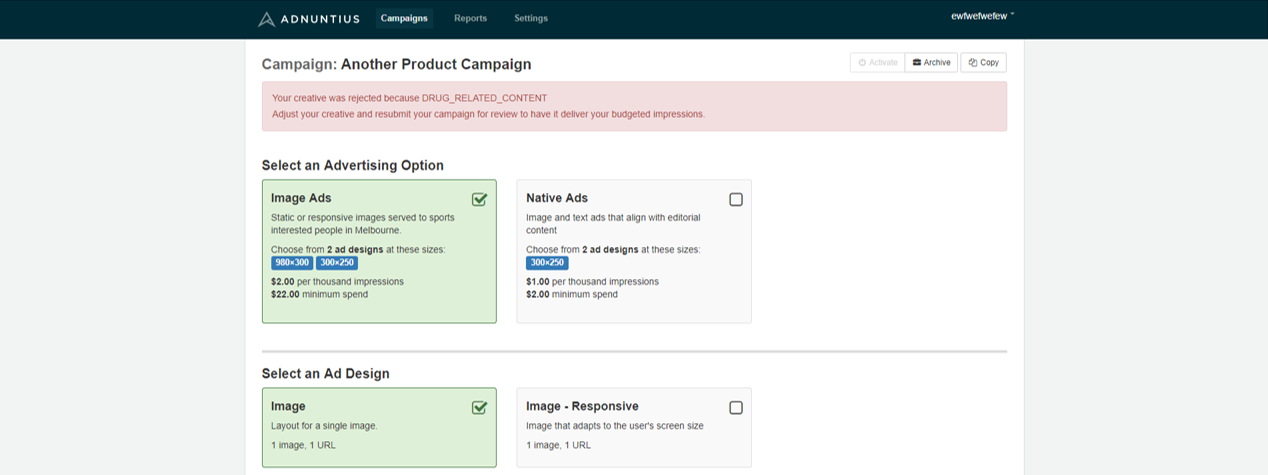 ADNUNTIUS Campaigns Reports Settings ewfwefwefew
Campaign: Another Product Campaign
Activate Archive Copy
Your creative was rejected because DRUG_RELATED_CONTENT
Adjust your creative and resubmit your campaign for review to have it deliver your budgeted impressions.
Select an Advertising Option
Image Ads
Static or responsive images served to sports
interested people in Melbourne.
Choose from 2 ad designs at these sizes:
980×300 300×250
$2.00 per thousand impressions
$22.00 minimum spend
Native Ads
Image and text ads that align with editorial
content
Choose from 2 ad designs at these sizes:
300×250
$1.00 per thousand impressions
$2.00 minimum spend
Select an Ad Design
Image
Layout for a single image.
1 image, 1 URL
Image - Responsive
Image that adapts to the user's screen size
1 image, 1 URL